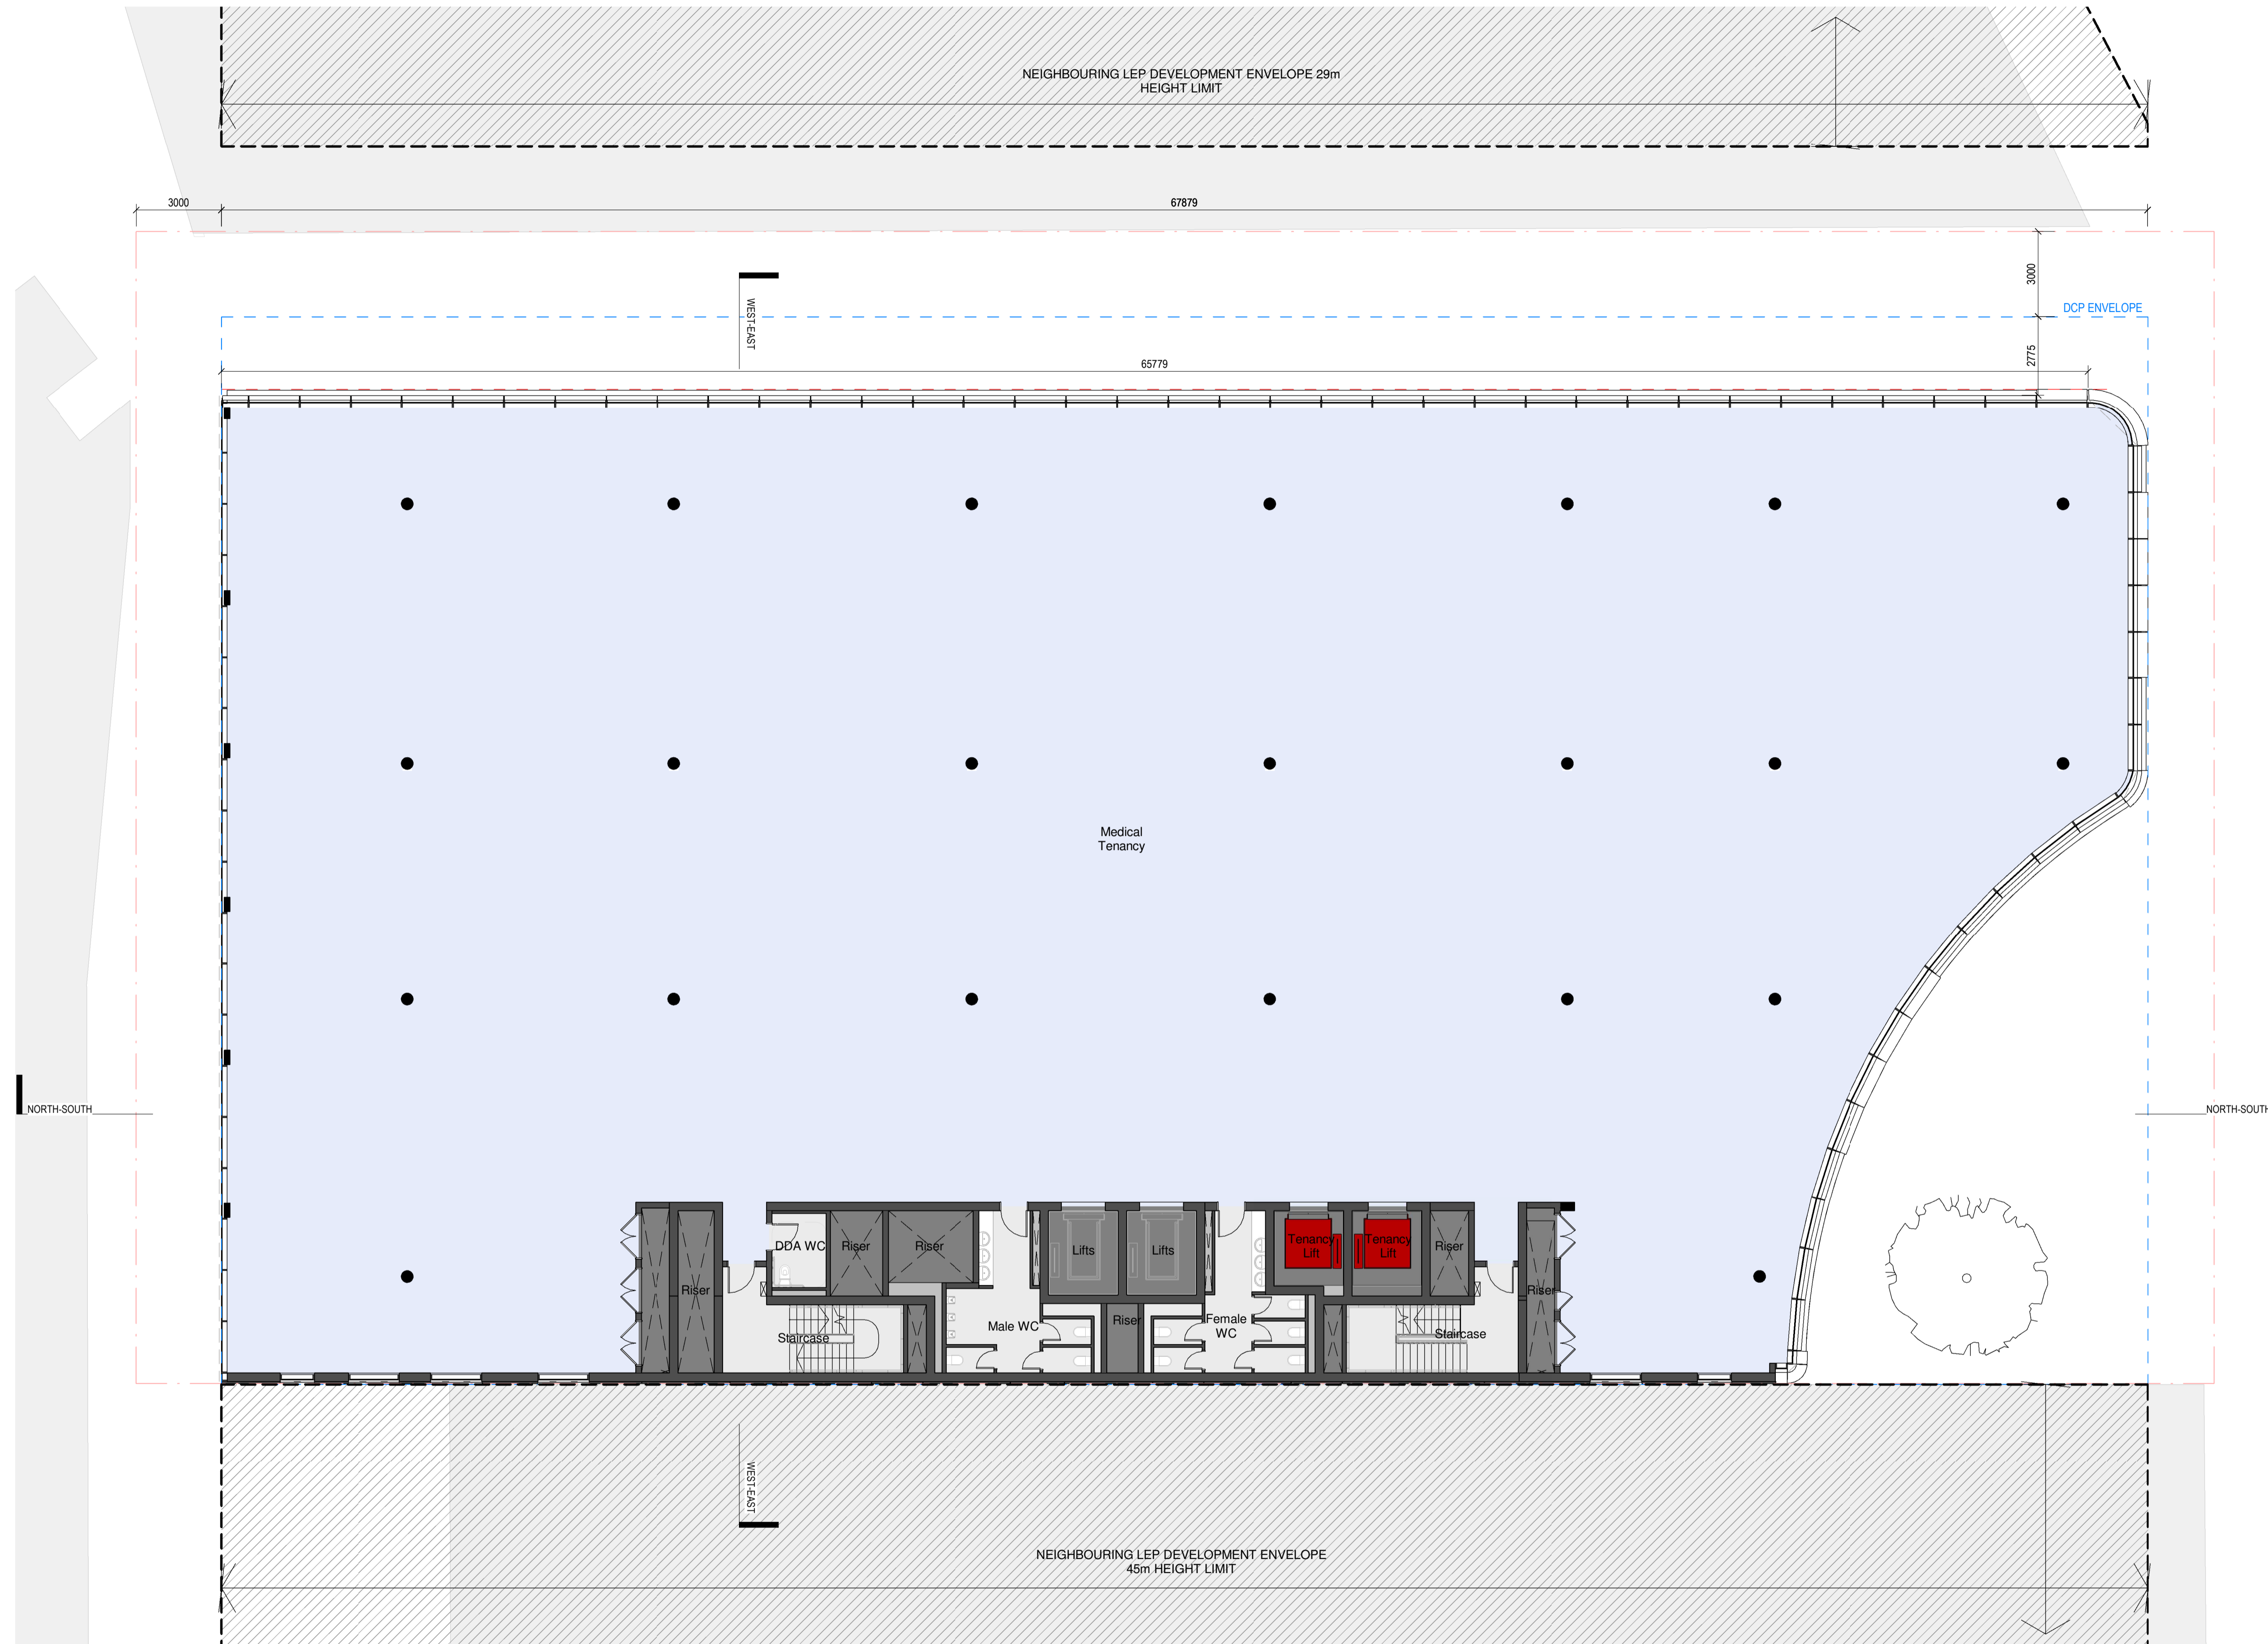 NEIGHBOURING LEP DEVELOPMENT ENVELOPE 29m
HEIGHT LIMIT
3000
67879
3000
WEST-EAST
DCP ENVELOPE
2775
65779
Medical
Tenancy
NORTH-SOUTH
NORTH-SOUTH
DDA WC
Riser
Riser
Lifts
Lifts
Tenancy
Lift
Tenancy
Lift
Riser
Riser
Riser
Staircase
Male WC
Riser
Female
WC
Staircase
WEST-EAST
NEIGHBOURING LEP DEVELOPMENT ENVELOPE
45m HEIGHT LIMIT